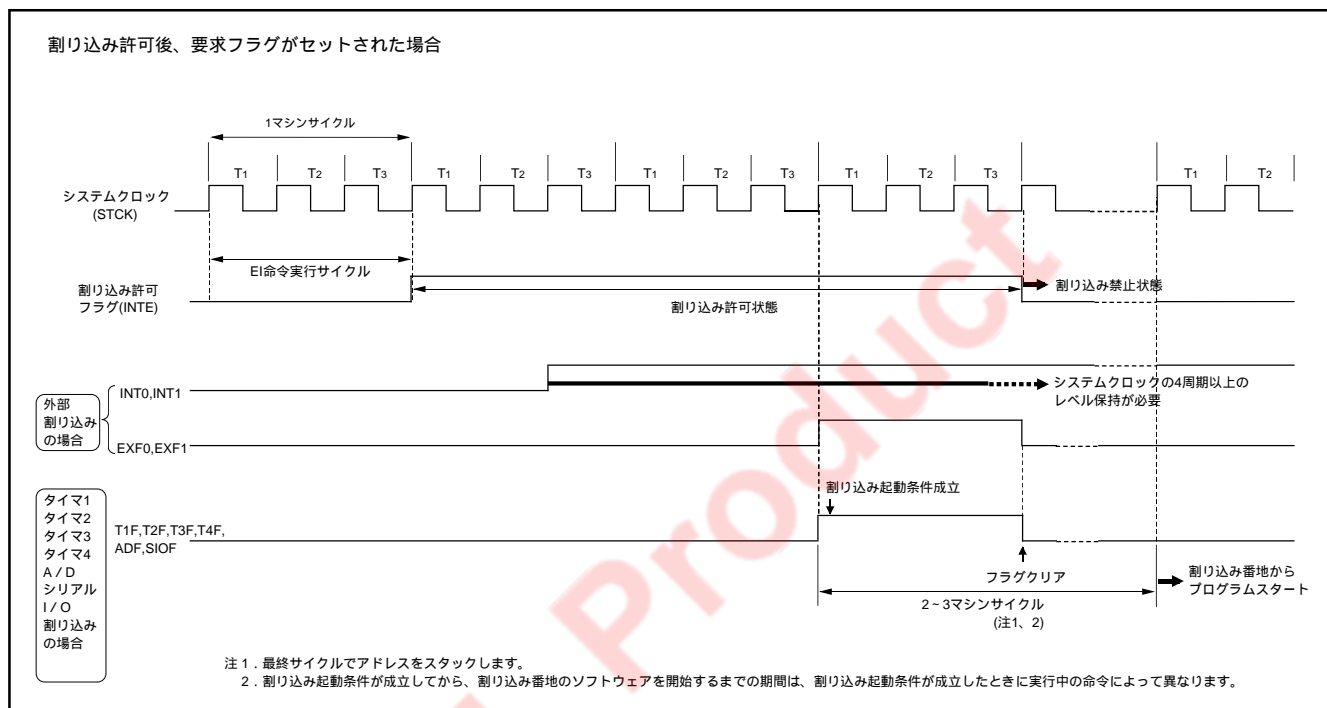 割り込み許可後、要求フラグがセットされた場合
1マシンサイクル
T1 T2 T3 T1 T2 T3 T1 T2 T3 T1 T2 T3 T1 T2
システムクロック
(STCK)
EI命令実行サイクル
割り込み許可
フラグ(INTE)
割り込み許可状態
割り込み禁止状態
外部
割り込み
の場合
INT0,INT1
システムクロックの4周期以上の
レベル保持が必要
EXF0,EXF1
割り込み起動条件成立
タイマ1
タイマ2
タイマ3
タイマ4
A / D
シリアル
I / O
割り込み
の場合
T1F,T2F,T3F,T4F,
ADF,SIOF
フラグクリア
2~3マシンサイクル
(注1、2)
割り込み番地から
プログラムスタート
注 1.最終サイクルでアドレスをスタックします。
2.割り込み起動条件が成立してから、割り込み番地のソフトウェアを開始するまでの期間は、割り込み起動条件が成立したときに実行中の命令によって異なります。
Product